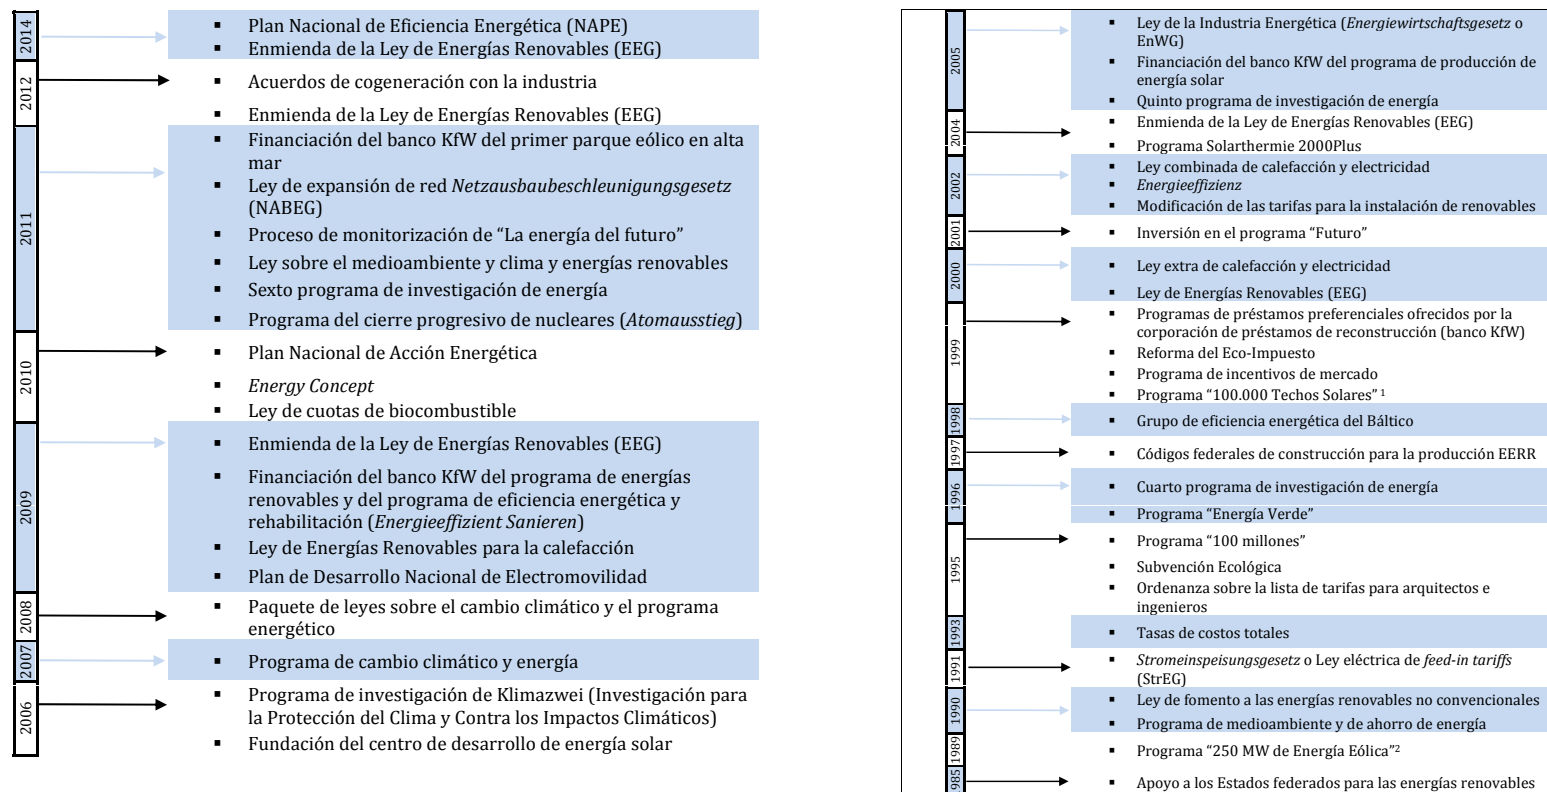 2014
▪ Plan Nacional de Eficiencia Energética (NAPE)
▪ Enmienda de la Ley de Energías Renovables (EEG)
2012
▪ Acuerdos de cogeneración con la industria
▪ Enmienda de la Ley de Energías Renovables (EEG)
2011
▪ Financiación del banco KfW del primer parque eólico en alta
mar
▪ Ley de expansión de red Netzausbaubeschleunigungsgesetz
(NABEG)
▪ Proceso de monitorización de “La energía del futuro”
▪ Ley sobre el medioambiente y clima y energías renovables
▪ Sexto programa de investigación de energía
▪ Programa del cierre progresivo de nucleares (Atomausstieg)
2010
▪ Plan Nacional de Acción Energética
▪ Energy Concept
▪ Ley de cuotas de biocombustible
2009
▪ Enmienda de la Ley de Energías Renovables (EEG)
▪ Financiación del banco KfW del programa de energías
renovables y del programa de eficiencia energética y
rehabilitación (Energieeffizient Sanieren)
▪ Ley de Energías Renovables para la calefacción
▪ Plan de Desarrollo Nacional de Electromovilidad
2008
▪ Paquete de leyes sobre el cambio climático y el programa
energético
2007
▪ Programa de cambio climático y energía
2006
▪ Programa de investigación de Klimazwei (Investigación para
la Protección del Clima y Contra los Impactos Climáticos)
▪ Fundación del centro de desarrollo de energía solar
2005
▪ Ley de la Industria Energética (Energiewirtschaftsgesetz o
EnWG)
▪ Financiación del banco KfW del programa de producción de
energía solar
▪ Quinto programa de investigación de energía
2004
▪ Enmienda de la Ley de Energías Renovables (EEG)
▪ Programa Solarthermie 2000Plus
2002
▪ Ley combinada de calefacción y electricidad
▪ Energieeffizienz
▪ Modificación de las tarifas para la instalación de renovables
2001
▪ Inversión en el programa “Futuro”
2000
▪ Ley extra de calefacción y electricidad
▪ Ley de Energías Renovables (EEG)
1999
▪ Programas de préstamos preferenciales ofrecidos por la
corporación de préstamos de reconstrucción (banco KfW)
▪ Reforma del Eco-Impuesto
▪ Programa de incentivos de mercado
▪ Programa “100.000 Techos Solares” 1
1998
▪ Grupo de eficiencia energética del Báltico
1997
▪ Códigos federales de construcción para la producción EERR
1996
▪ Cuarto programa de investigación de energía
▪ Programa “Energía Verde”
1995
▪ Programa “100 millones”
▪ Subvención Ecológica
▪ Ordenanza sobre la lista de tarifas para arquitectos e
ingenieros
1993
▪ Tasas de costos totales
1991
▪ Stromeinspeisungsgesetz o Ley eléctrica de feed-in tariffs
(StrEG)
1990
▪ Ley de fomento a las energías renovables no convencionales
▪ Programa de medioambiente y de ahorro de energía
1989
▪ Programa “250 MW de Energía Eólica”2
1985
▪ Apoyo a los Estados federados para las energías renovables